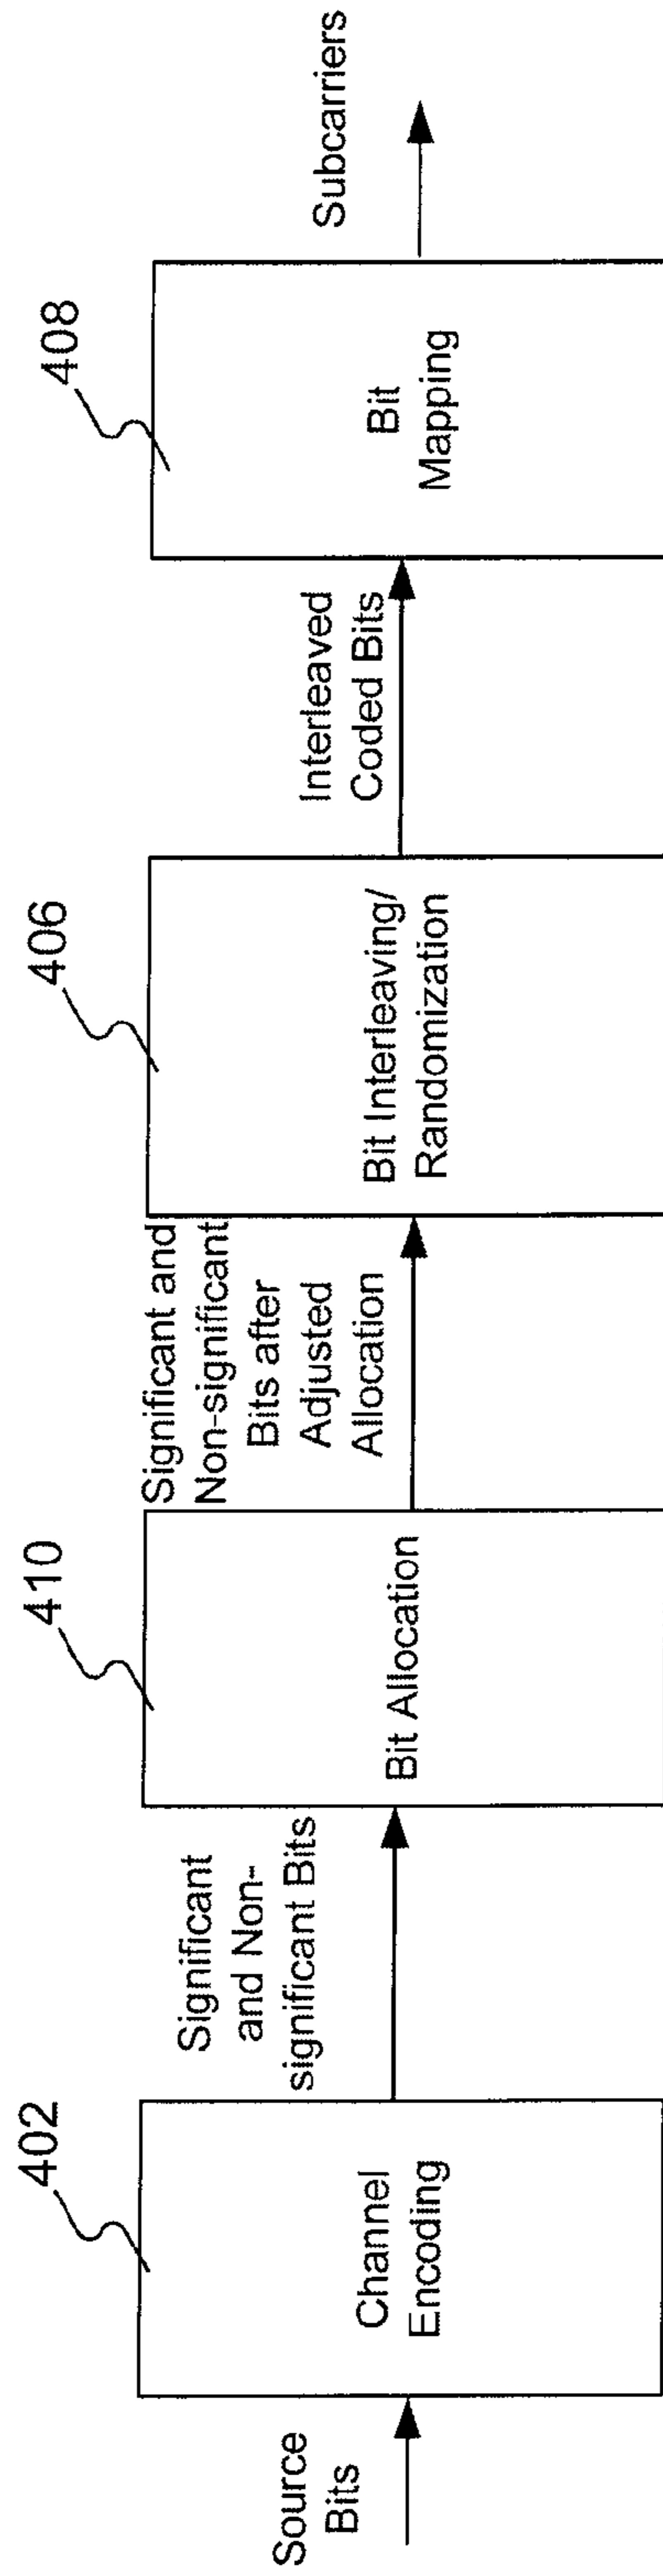 Source
Bits
402
Channel
Encoding
Significant
and Non-
significant Bits
410
Bit Allocation
Significant and
Non-significant
Bits after
Adjusted
Allocation
406
Bit Interleaving/
Randomization
Interleaved
Coded Bits
408
Bit
Mapping
Subcarriers